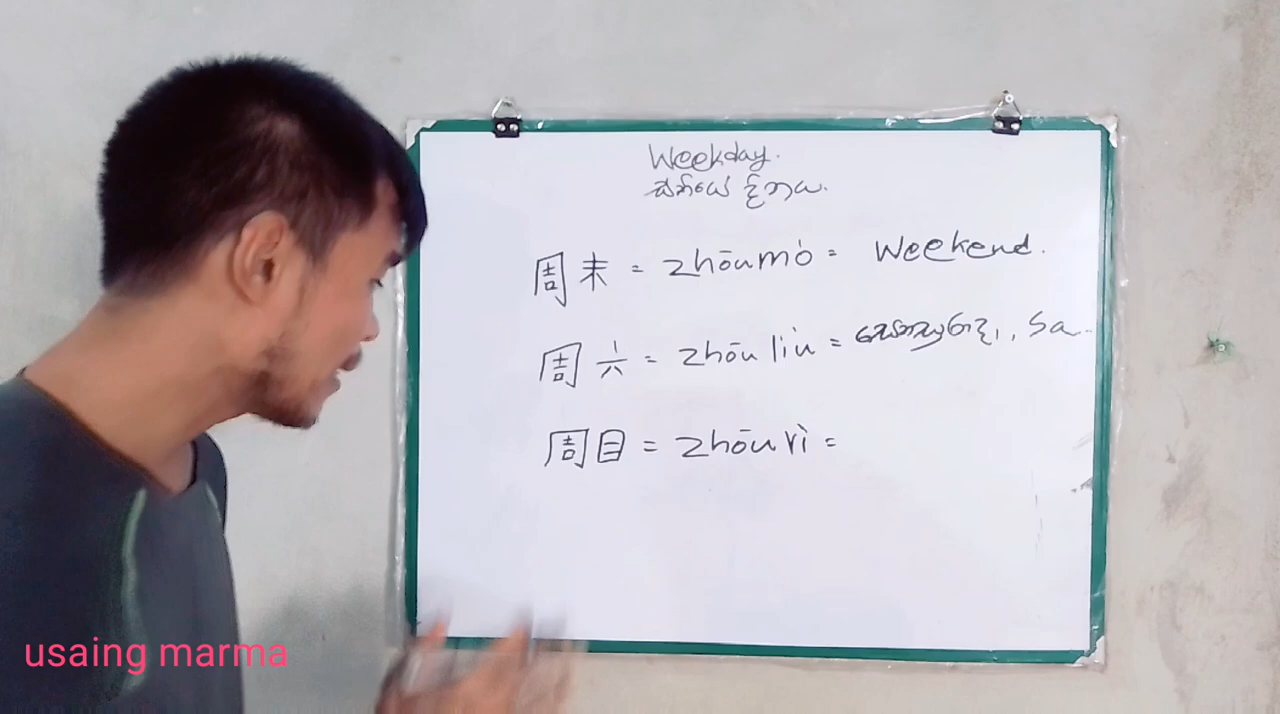 Weekday.
周末 = zhōumò = Weekend.
周六 = zhōu liù = , Sa
周日 = zhōu rì =
usaing marma